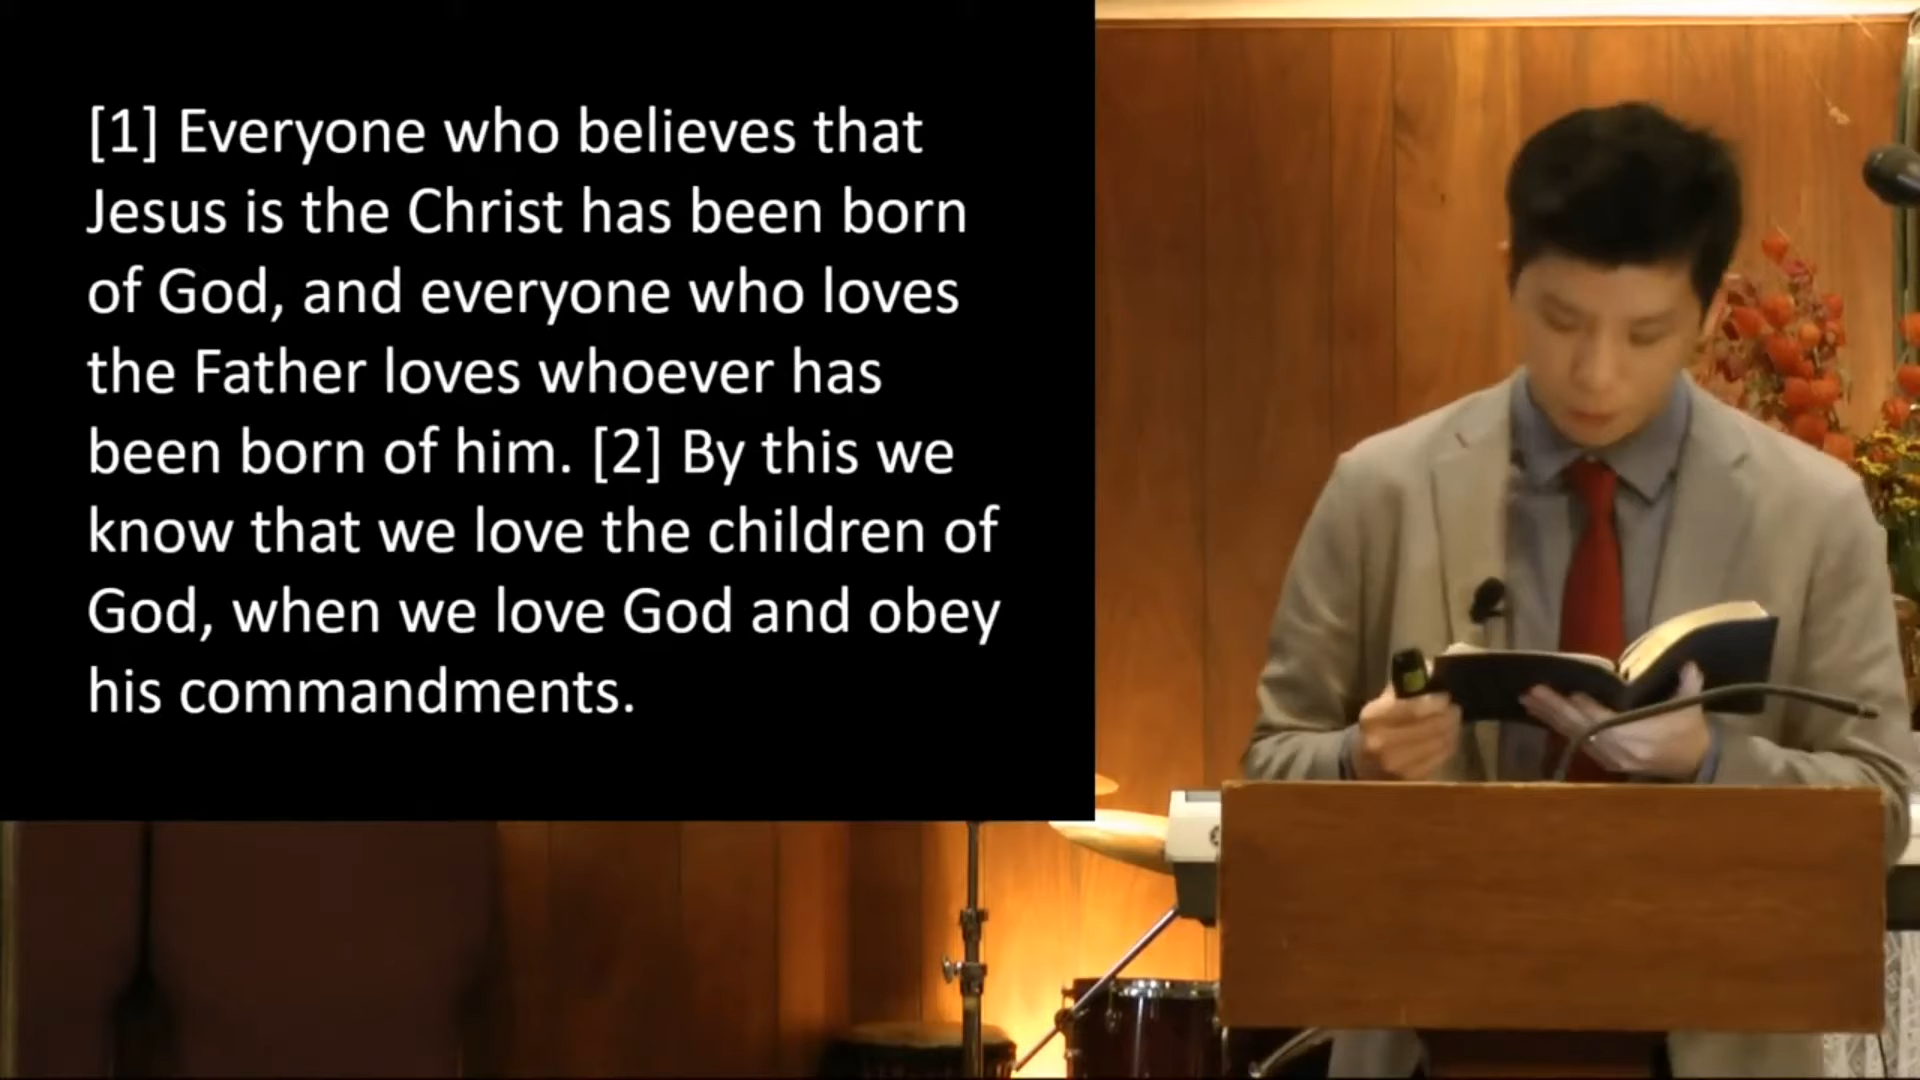 [1] Everyone who believes that
Jesus is the Christ has been born
of God, and everyone who loves
the Father loves whoever has
been born of him. [2] By this we
know that we love the children of
God, when we love God and obey
his commandments.